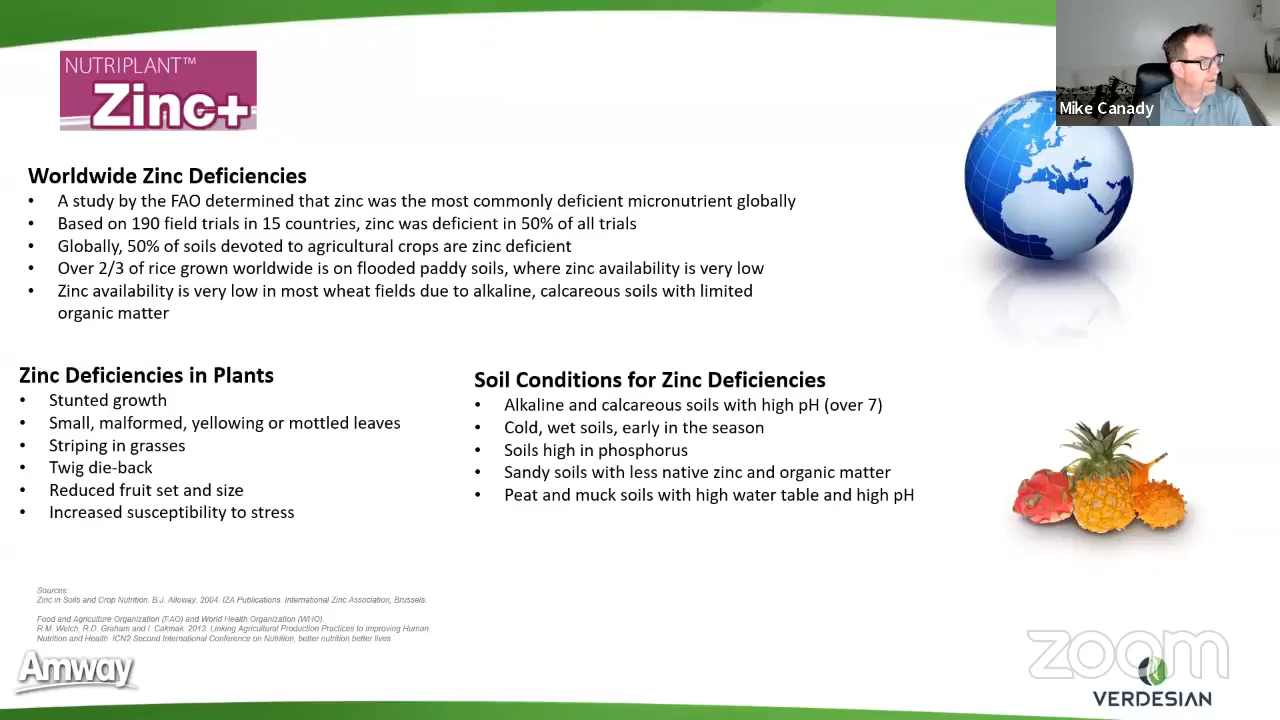 NUTRIPLANT™
Zinc+
Mike Canady
Worldwide Zinc Deficiencies
• A study by the FAO determined that zinc was the most commonly deficient micronutrient globally
• Based on 190 field trials in 15 countries, zinc was deficient in 50% of all trials
• Globally, 50% of soils devoted to agricultural crops are zinc deficient
• Over 2/3 of rice grown worldwide is on flooded paddy soils, where zinc availability is very low
• Zinc availability is very low in most wheat fields due to alkaline, calcareous soils with limited
organic matter
Zinc Deficiencies in Plants
• Stunted growth
• Small, malformed, yellowing or mottled leaves
• Striping in grasses
• Twig die-back
• Reduced fruit set and size
• Increased susceptibility to stress
Soil Conditions for Zinc Deficiencies
• Alkaline and calcareous soils with high pH (over 7)
• Cold, wet soils, early in the season
• Soils high in phosphorus
• Sandy soils with less native zinc and organic matter
• Peat and muck soils with high water table and high pH
Sources:
Zinc in Soils and Crop Nutrition. B.J. Alloway. 2004. IZA Publications. International Zinc Association, Brussels.
Food and Agriculture Organization (FAO) and World Health Organization (WHO).
R.M. Welch, R.D. Graham and I. Cakmak. 2013. Linking Agricultural Production Practices to Improving Human
Nutrition and Health. ICN2 Second International Conference on Nutrition, better nutrition better lives.
Amway
zoom
VERDESIAN